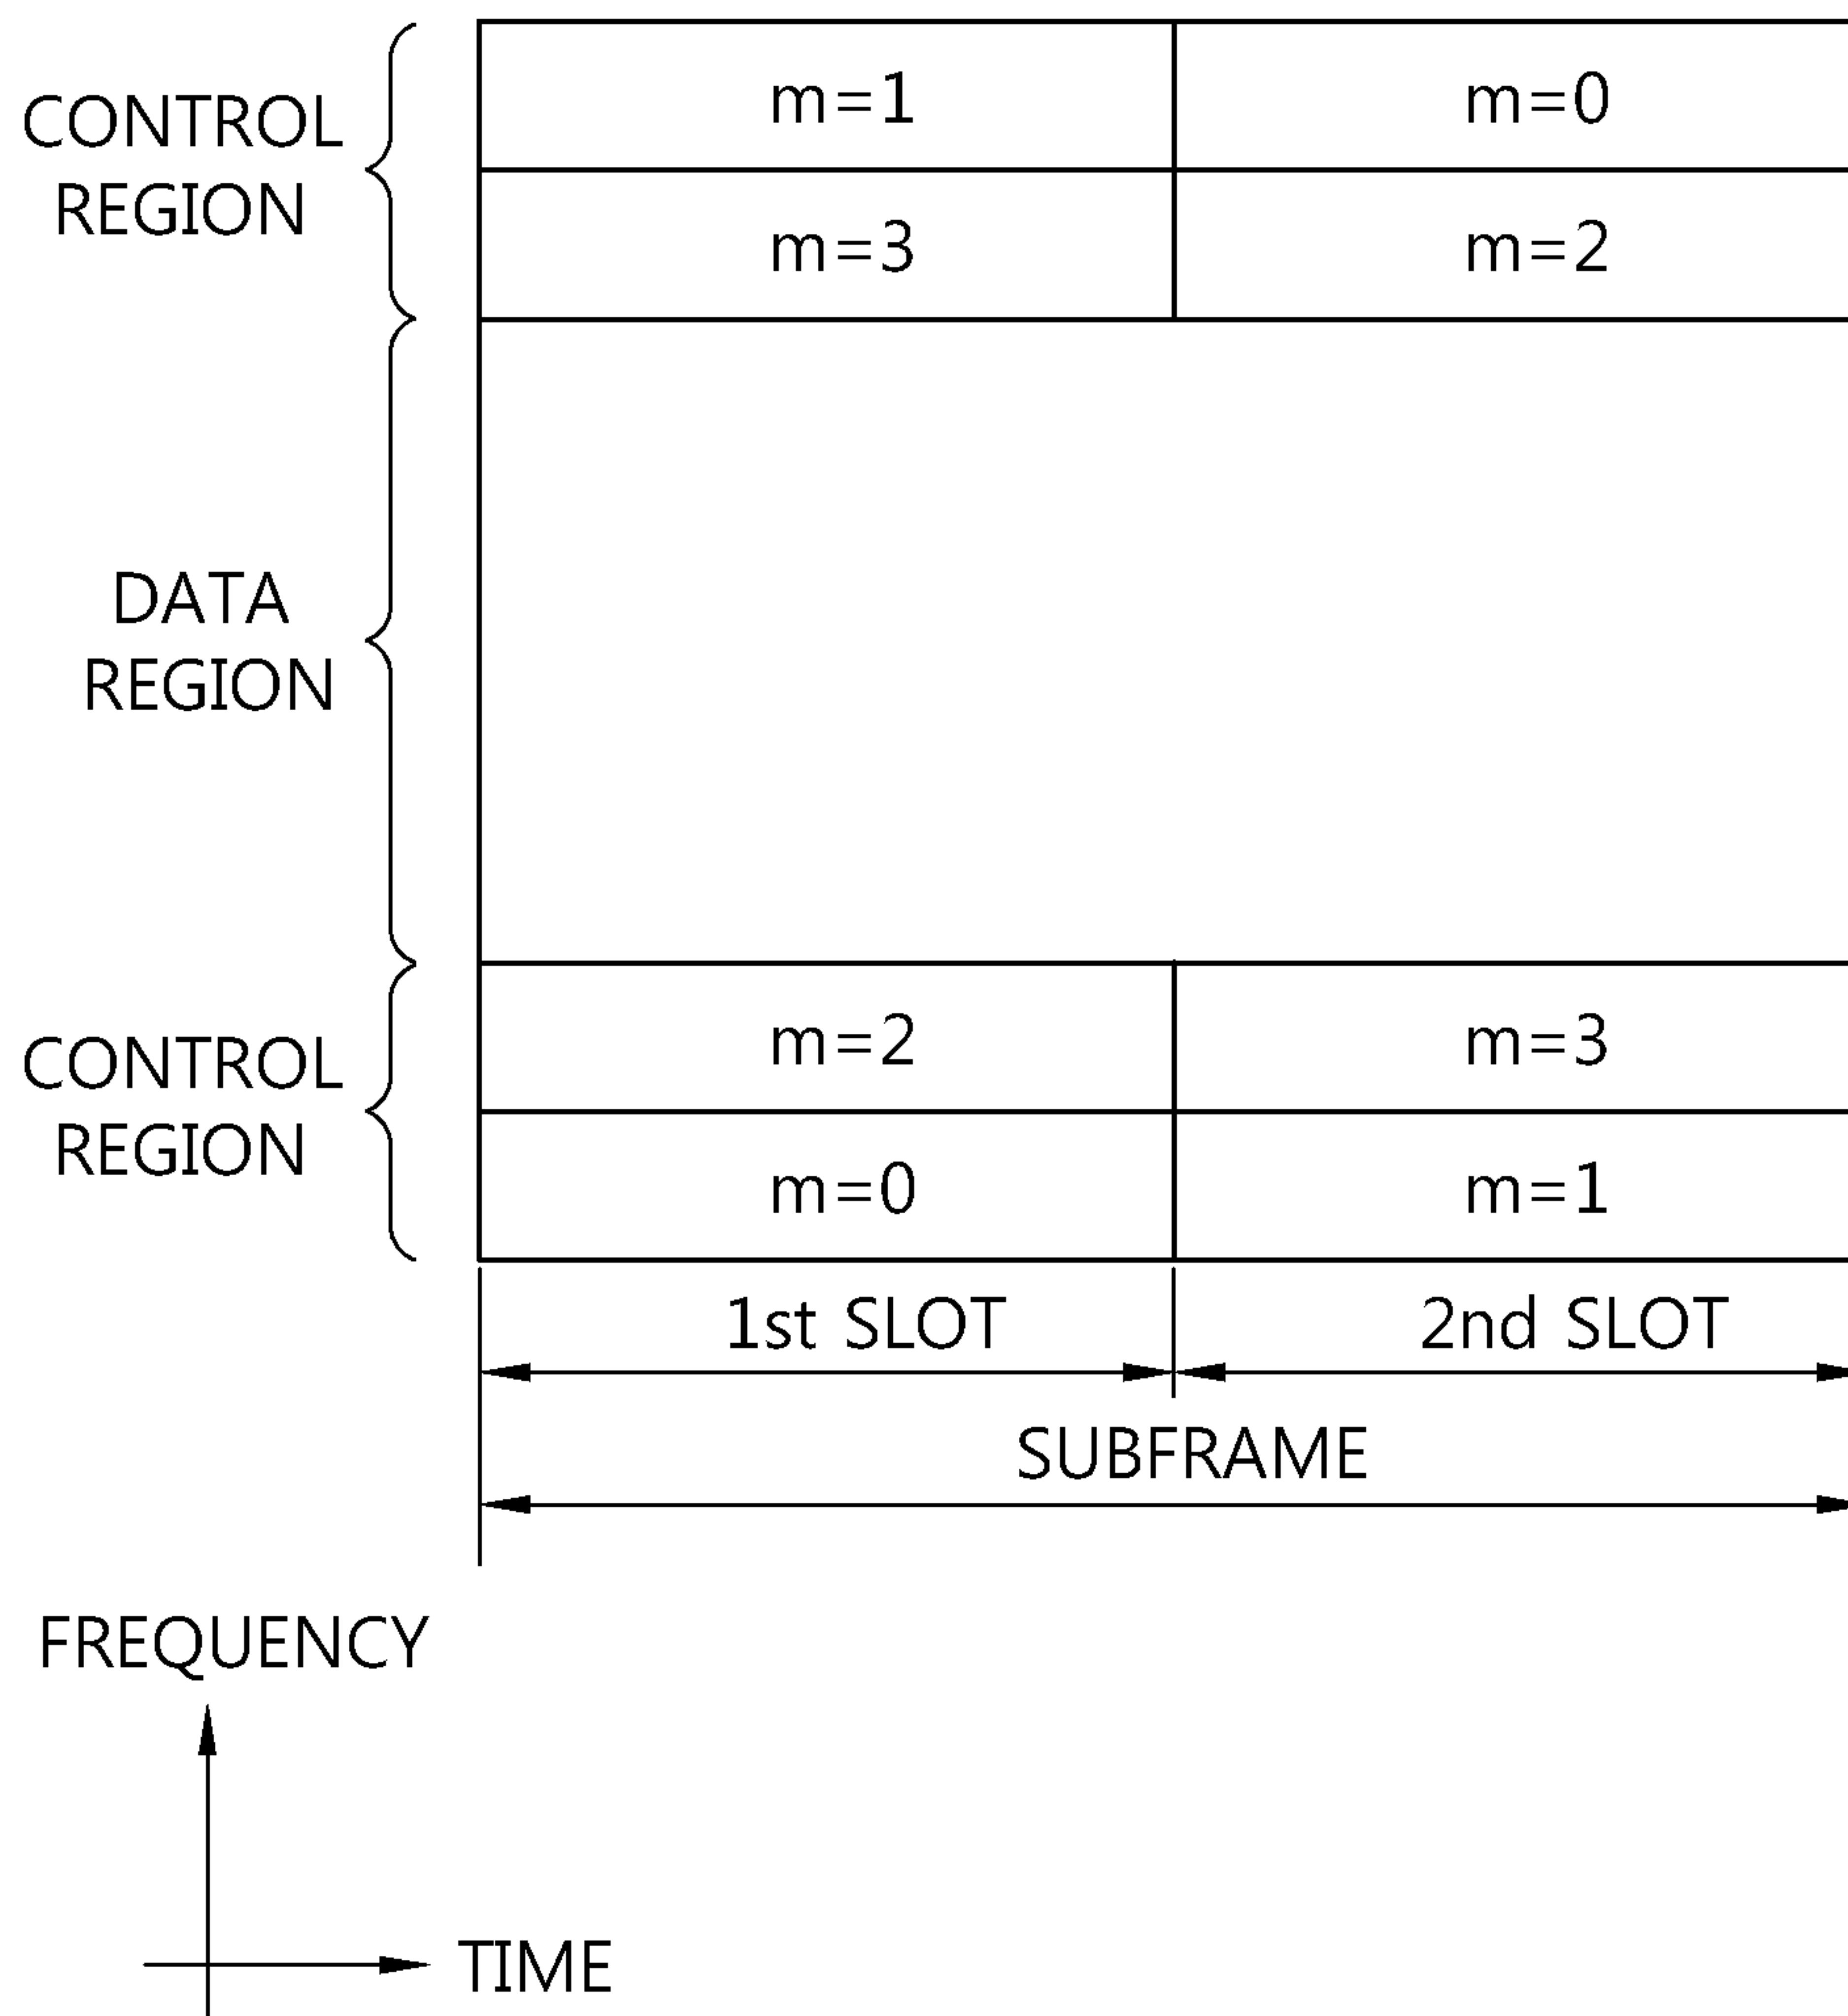 CONTROL
REGION
m=1
m=0
m=3
m=2
DATA
REGION
CONTROL
REGION
m=2
m=3
m=0
m=1
1st SLOT
2nd SLOT
SUBFRAME
FREQUENCY
TIME